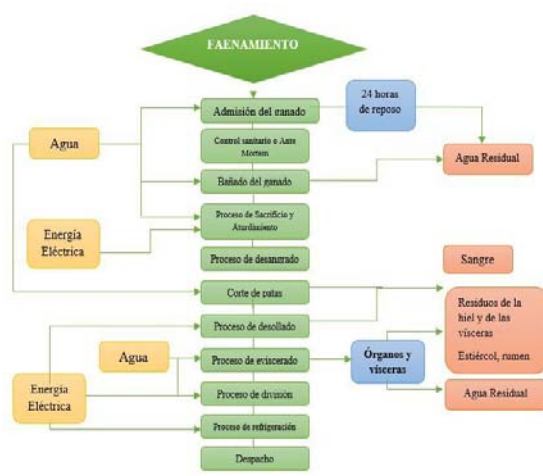 FAENAMIENTO
Admisión del ganado
24 horas
de reposo
Control sanitario o Ante
Mortem
Agua
Agua Residual
Bañado del ganado
Proceso de Sacrificio y
Aturdimiento
Energía
Eléctrica
Proceso de desangrado
Sangre
Corte de patas
Residuos de la
hiel y de las
vísceras
Estiércol, rumen
Proceso de desollado
Agua
Proceso de eviscerado
Órganos y
vísceras
Energía
Eléctrica
Proceso de división
Agua Residual
Proceso de refrigeración
Despacho